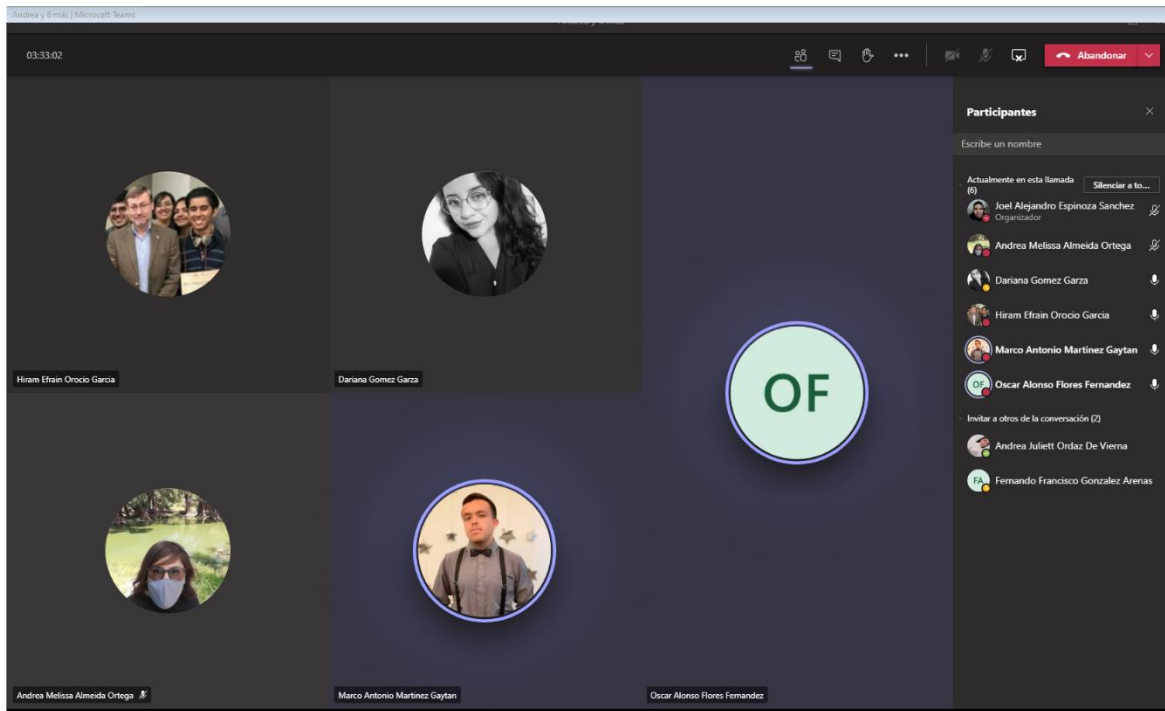 Andrea y 6 más | Microsoft Teams
03:33:02
Abandonar
Hiram Efrain Orocio Garcia
Dariana Gomez Garza
OF
Andrea Melissa Almeida Ortega
Marco Antonio Martinez Gaytan
Oscar Alonso Flores Fernandez
Participantes
Escribe un nombre
Actualmente en esta llamada
(6)
Silenciar a to...
Joel Alejandro Espinoza Sanchez
Organizador
Andrea Melissa Almeida Ortega
Dariana Gomez Garza
Hiram Efrain Orocio Garcia
Marco Antonio Martinez Gaytan
OF
Oscar Alonso Flores Fernandez
Invitar a otros de la conversación (2)
Andrea Juliett Ordaz De Vierna
FA
Fernando Francisco Gonzalez Arenas